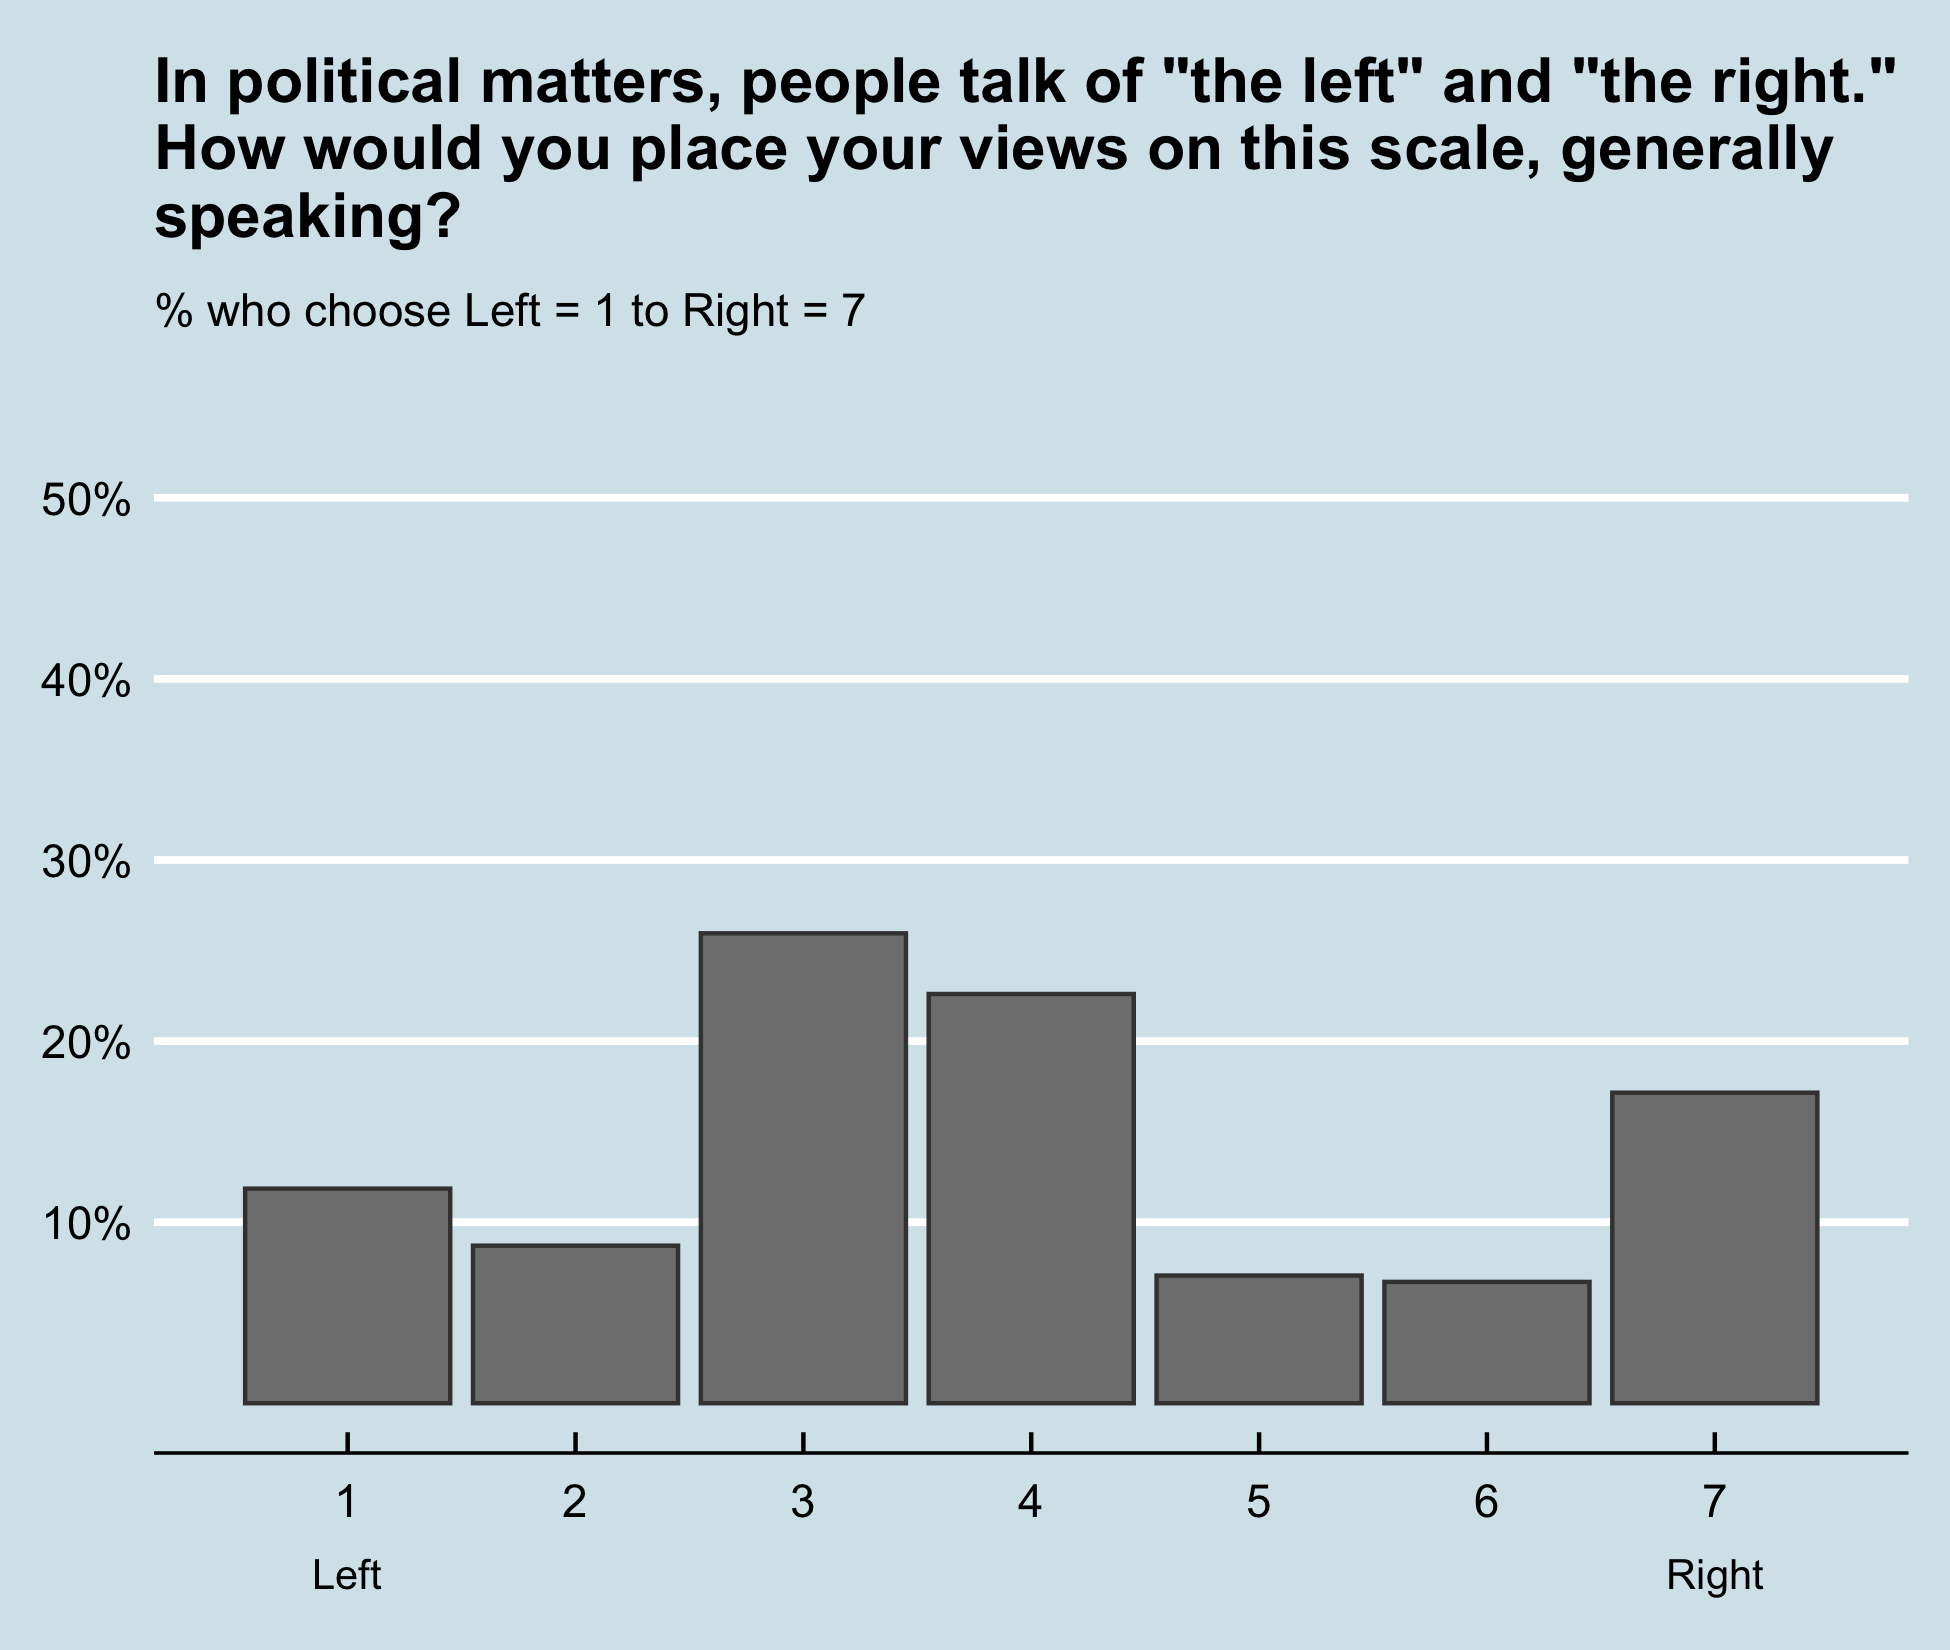 In political matters, people talk of "the left" and "the right."
How would you place your views on this scale, generally
speaking?
% who choose Left = 1 to Right = 7
50%
40%
30%
20%
10%
1 2 3 4 5 6 7
Left Right